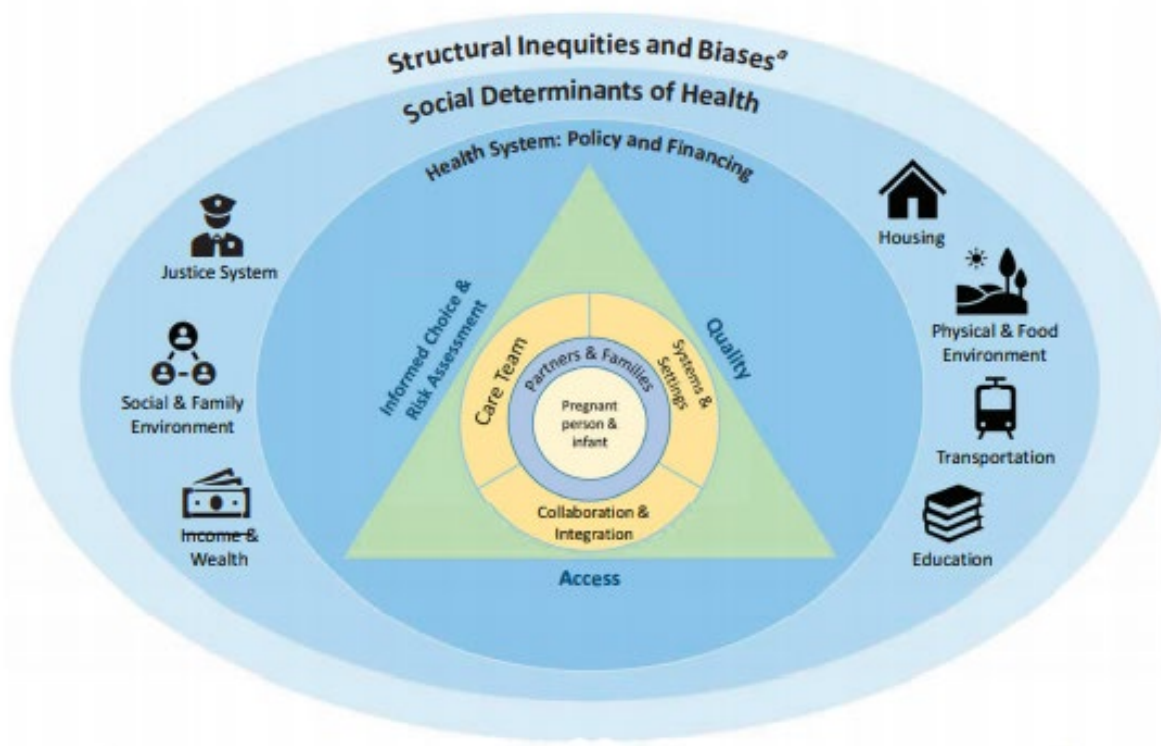 Structural Inequities and Biasesᵃ
Social Determinants of Health
Health System: Policy and Financing
Justice System
Social & Family
Environment
Income &
Wealth
Informed Choice &
Risk Assessment
Care Team
Partners & Families
Systems &
Settings
Pregnant
person &
infant
Collaboration &
Integration
Quality
Access
Housing
Physical & Food
Environment
Transportation
Education